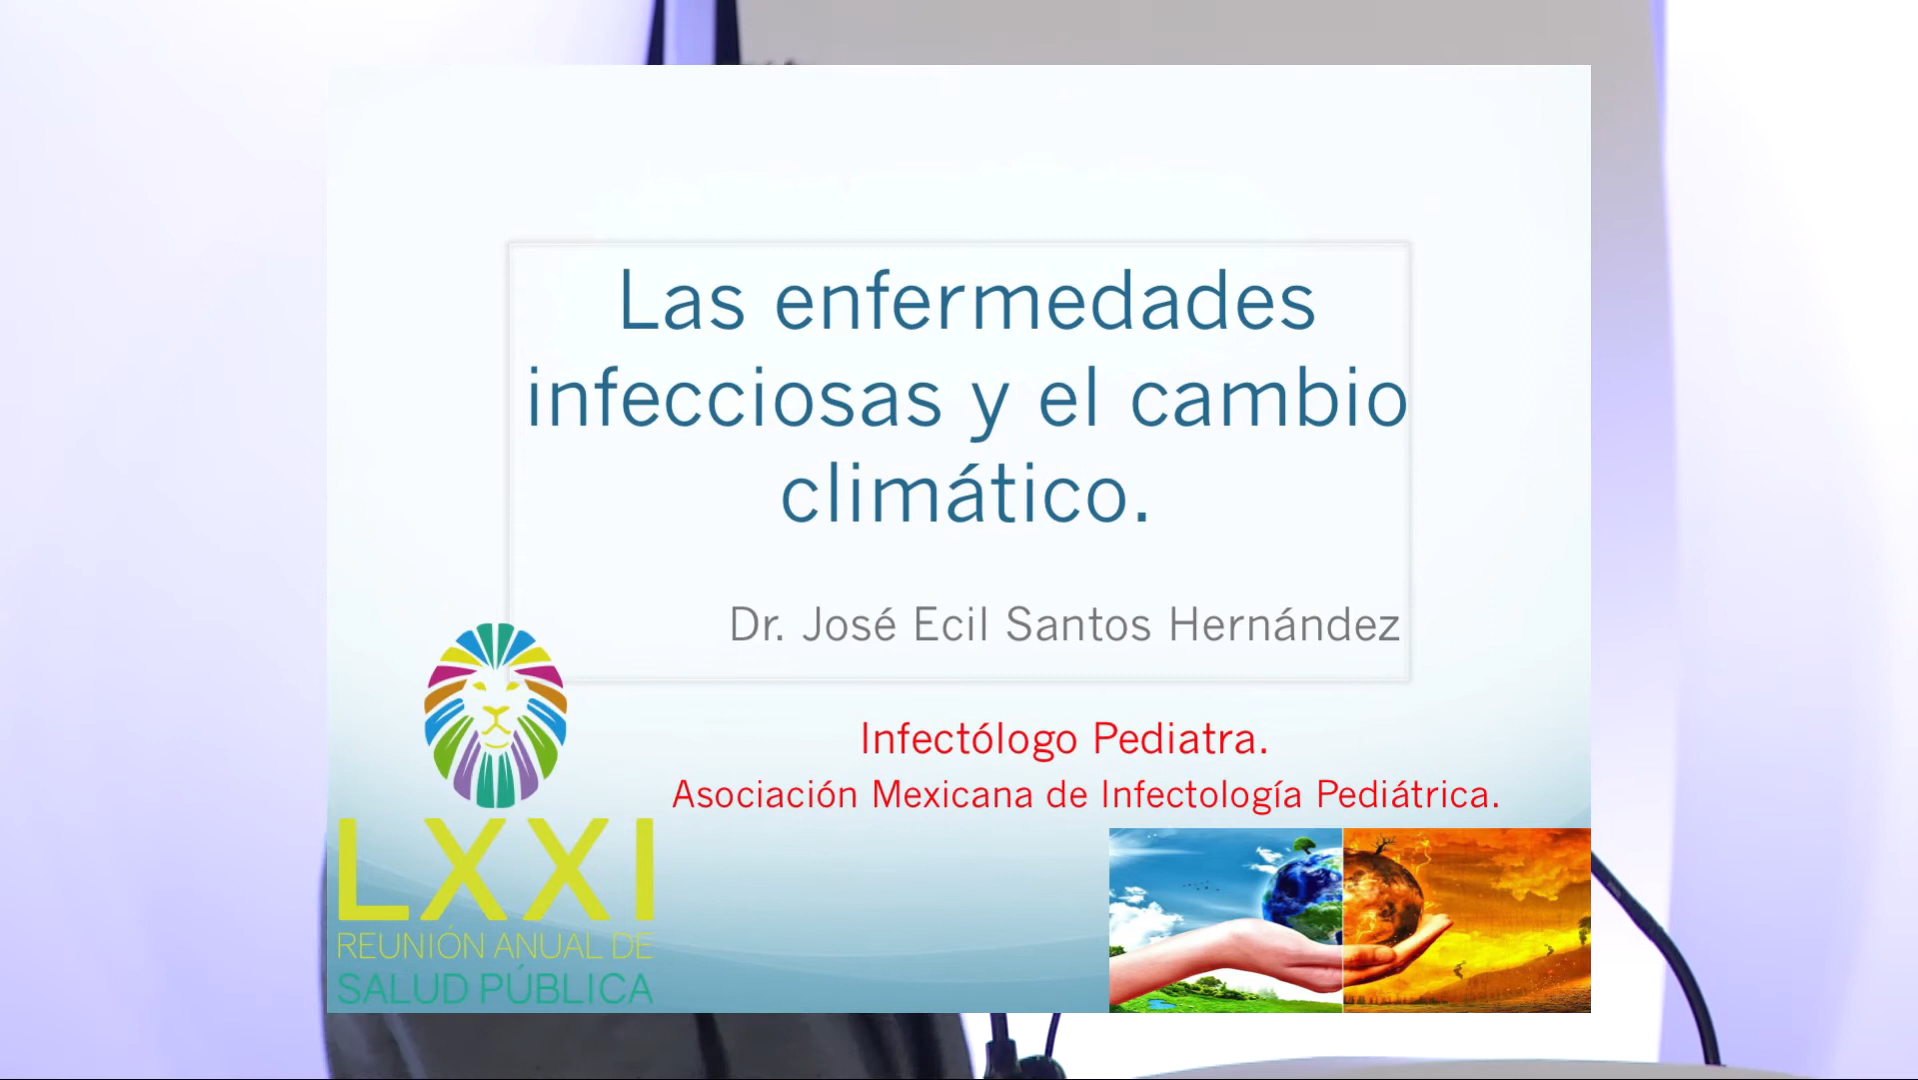 Las enfermedades
infecciosas y el cambio
climático.
Dr. José Ecil Santos Hernández
Infectólogo Pediatra.
Asociación Mexicana de Infectología Pediátrica.
LXXI
REUNIÓN ANUAL DE
SALUD PÚBLICA